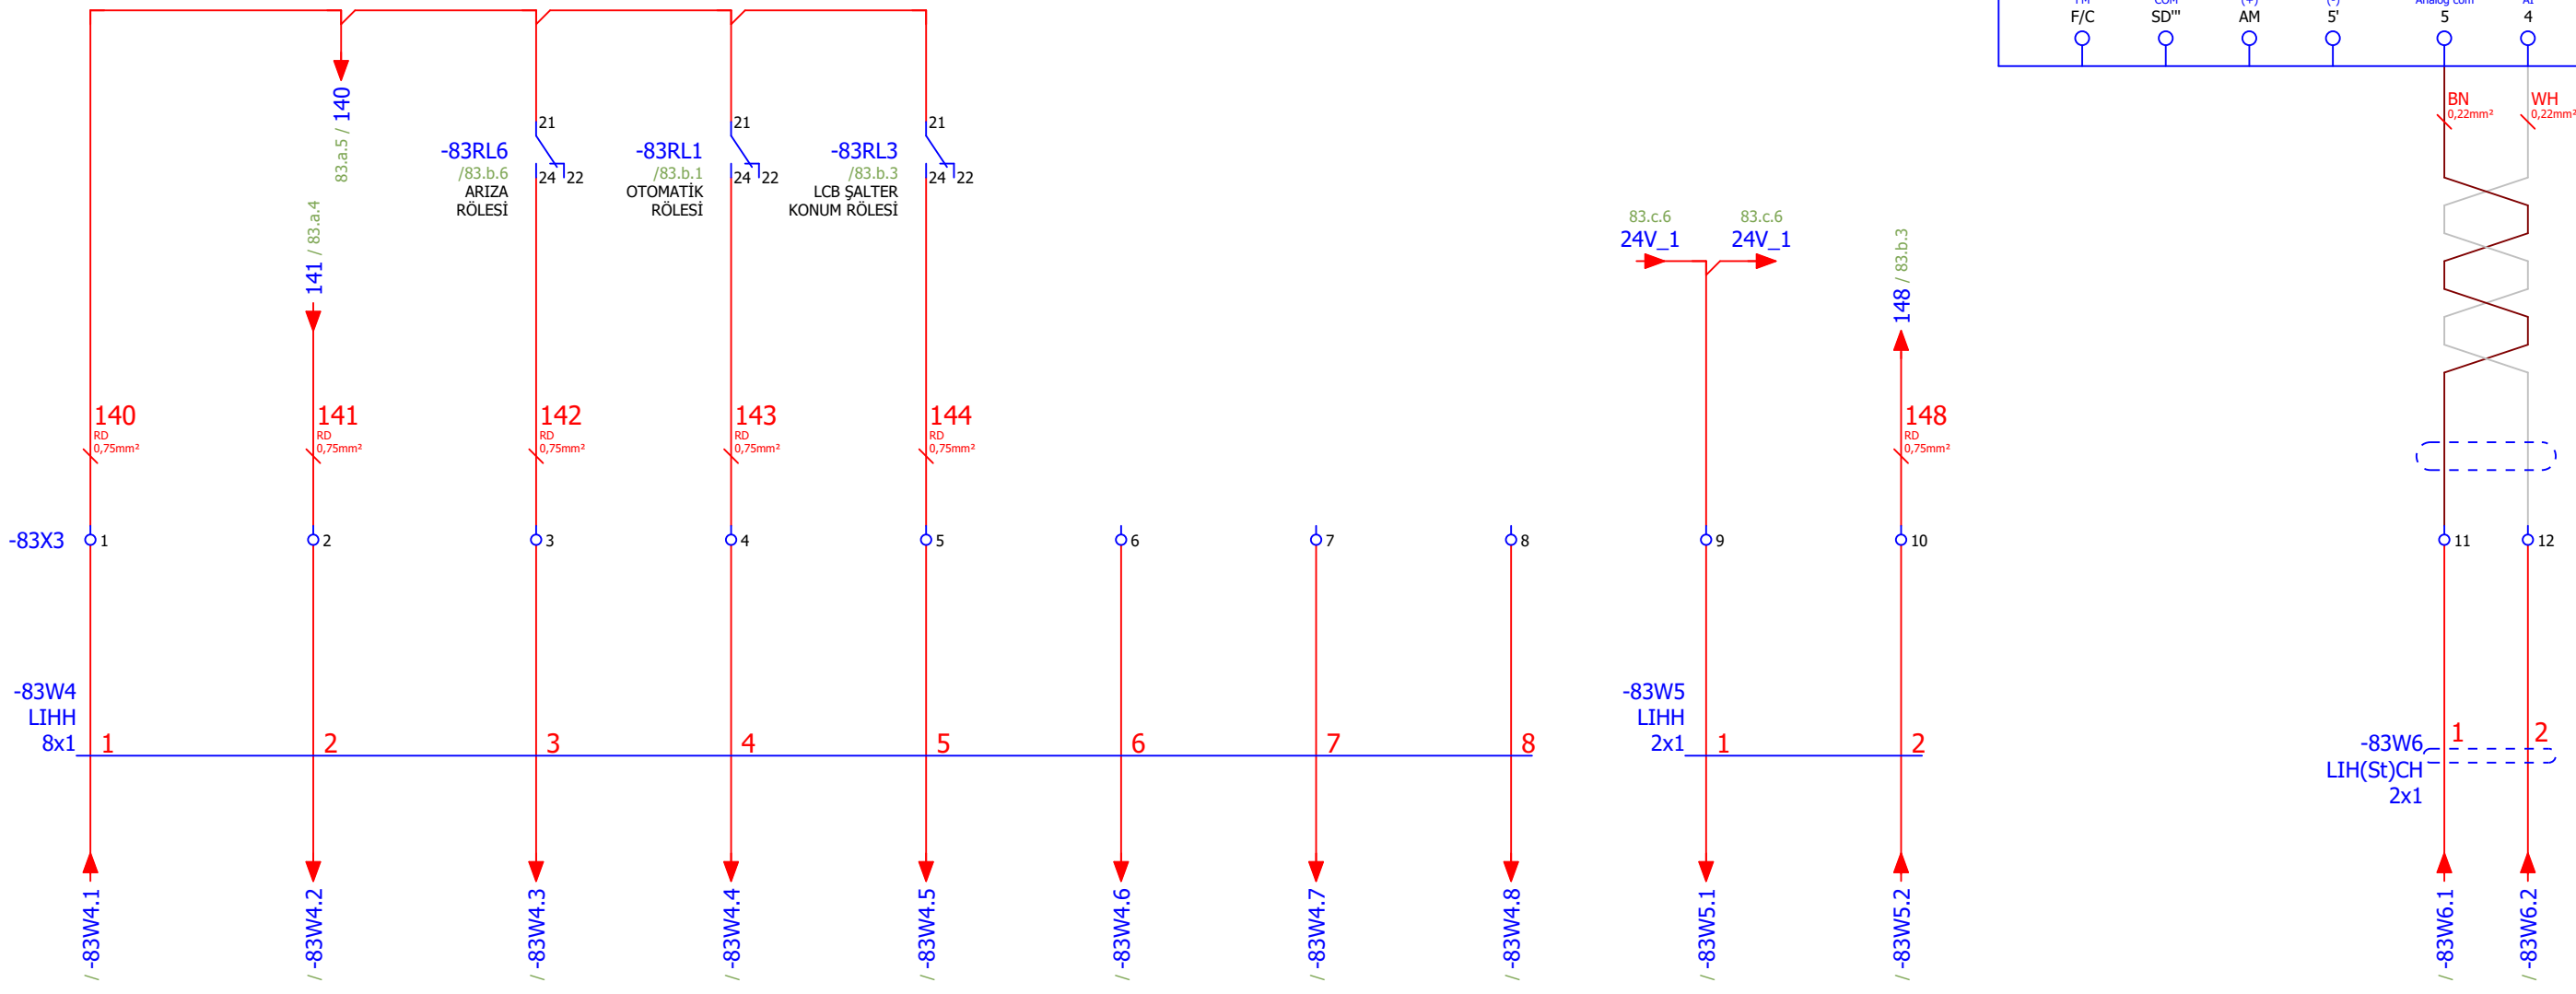 FM
COM
(+)
(-)
Analog com
AI
F/C
SD'''
AM
5'
5
4
BN
0,22mm²
WH
0,22mm²
83.a.5 / 140
141 / 83.a.4
21
-83RL6
/83.b.6
24
22
ARIZA
RÖLESİ
21
-83RL1
/83.b.1
24
22
OTOMATİK
RÖLESİ
21
-83RL3
/83.b.3
24
22
LCB ŞALTER
KONUM RÖLESİ
83.c.6
24V_1
83.c.6
24V_1
148 / 83.b.3
140
RD
0,75mm²
141
RD
0,75mm²
142
RD
0,75mm²
143
RD
0,75mm²
144
RD
0,75mm²
148
RD
0,75mm²
-83X3
1
2
3
4
5
6
7
8
9
10
11
12
-83W4
LIHH
8x1
1
2
3
4
5
6
7
8
-83W5
LIHH
2x1
1
2
-83W6
LIH(St)CH
2x1
1
2
/ -83W4.1
/ -83W4.2
/ -83W4.3
/ -83W4.4
/ -83W4.5
/ -83W4.6
/ -83W4.7
/ -83W4.8
/ -83W5.1
/ -83W5.2
/ -83W6.1
/ -83W6.2